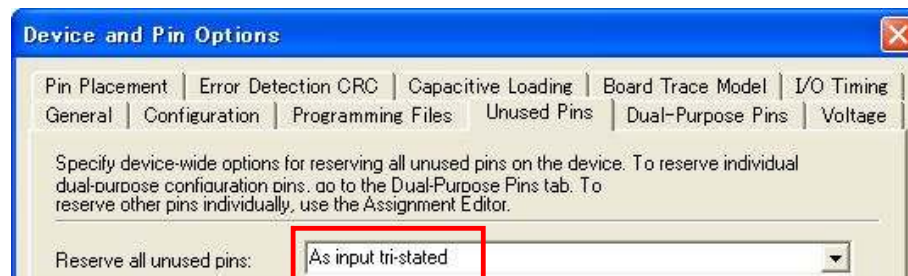 Device and Pin Options
Pin Placement Error Detection CRC Capacitive Loading Board Trace Model I/O Timing
General Configuration Programming Files Unused Pins Dual-Purpose Pins Voltage
Specify device-wide options for reserving all unused pins on the device. To reserve individual
dual-purpose configuration pins, go to the Dual-Purpose Pins tab. To
reserve other pins individually, use the Assignment Editor.
Reserve all unused pins: As input tri-stated